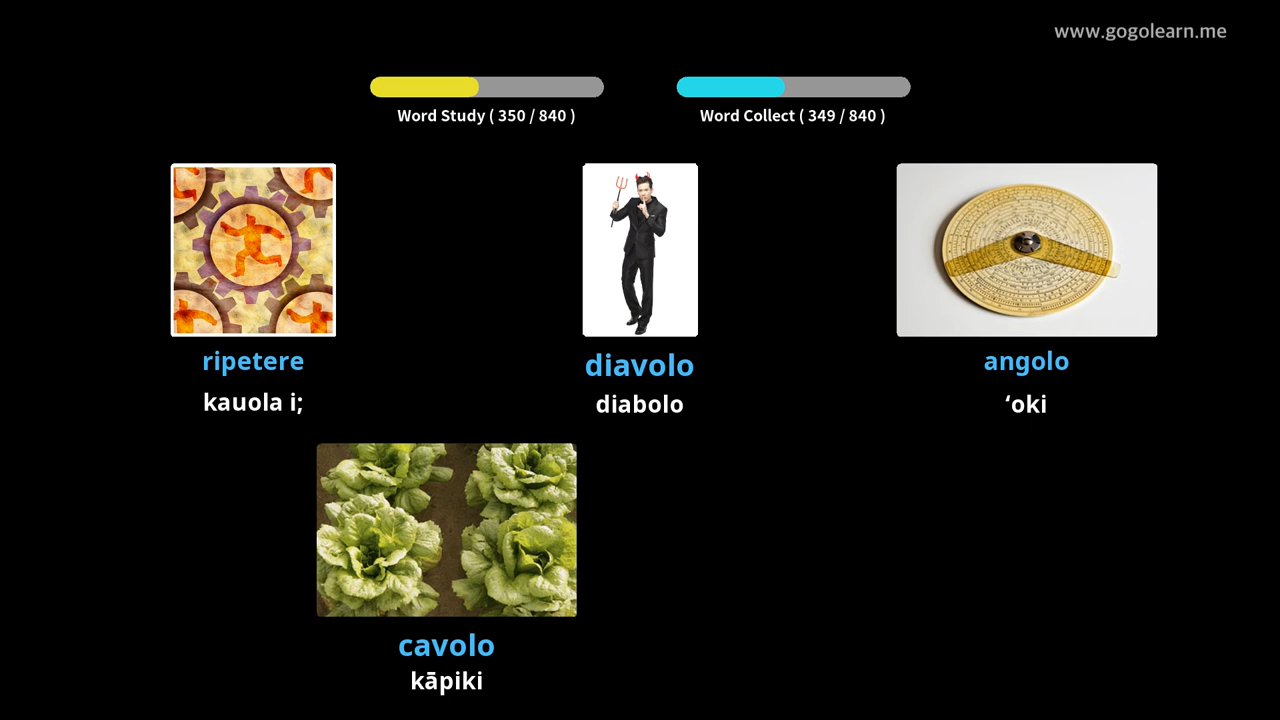 www.gogolearn.me
Word Study ( 350 / 840 )
Word Collect ( 349 / 840 )
ripetere
kauola i;
diavolo
diabolo
angolo
ʻoki
cavolo
kāpiki